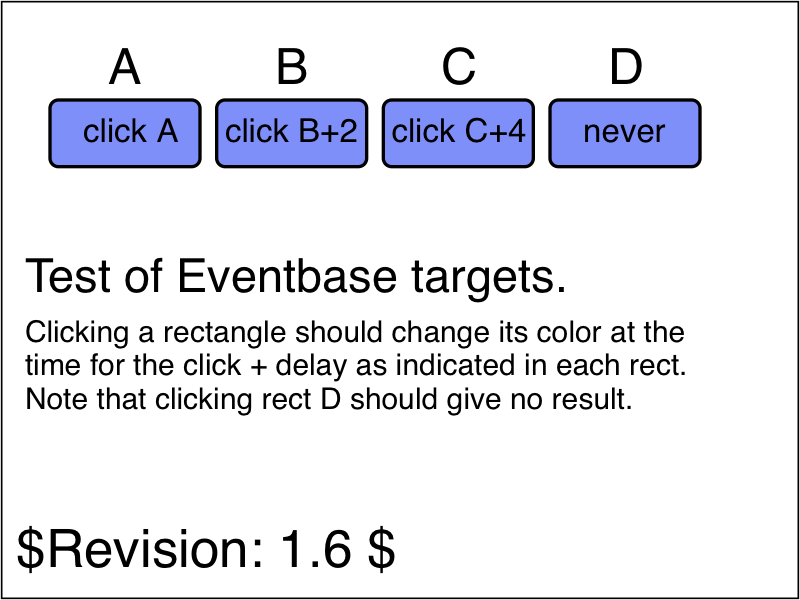 A B C D
click A click B+2 click C+4 never
Test of Eventbase targets.
Clicking a rectangle should change its color at the
time for the click + delay as indicated in each rect.
Note that clicking rect D should give no result.
$Revision: 1.6 $